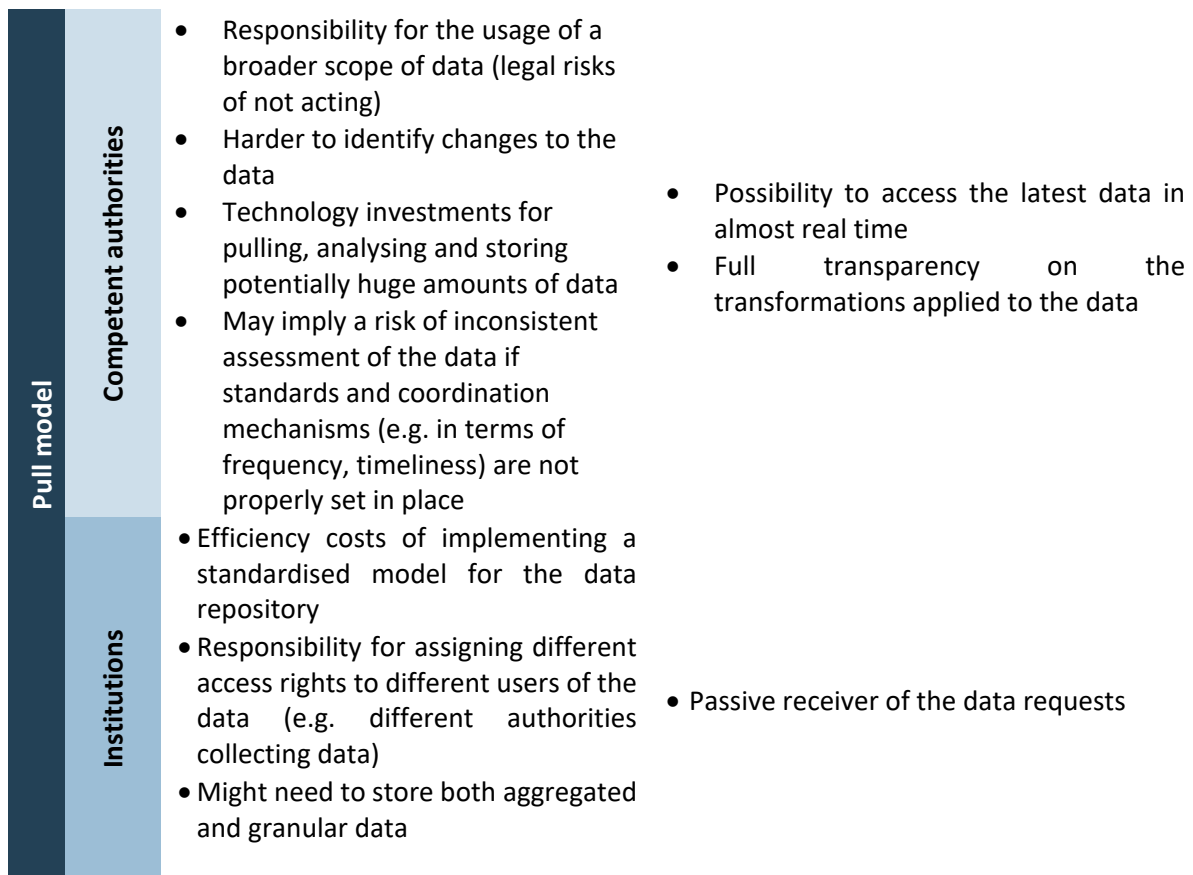 Pull model
Competent authorities
• Responsibility for the usage of a
broader scope of data (legal risks
of not acting)
• Harder to identify changes to the
data
• Technology investments for
pulling, analysing and storing
potentially huge amounts of data
• May imply a risk of inconsistent
assessment of the data if
standards and coordination
mechanisms (e.g. in terms of
frequency, timeliness) are not
properly set in place
• Possibility to access the latest data in
almost real time
• Full transparency on the
transformations applied to the data
Institutions
• Efficiency costs of implementing a
standardised model for the data
repository
• Responsibility for assigning different
access rights to different users of the
data (e.g. different authorities
collecting data)
• Might need to store both aggregated
and granular data
• Passive receiver of the data requests